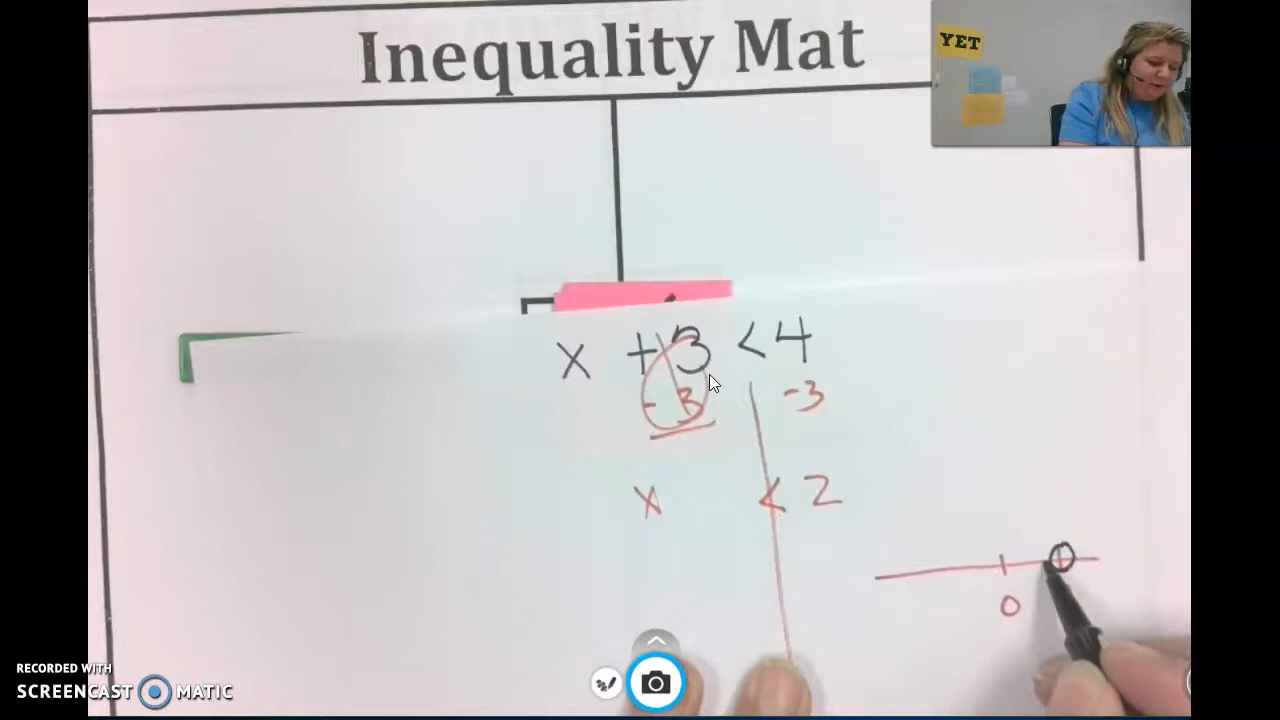 Inequality Mat
YET
x + 3 < 4
- 3 - 3
x < 2
0
RECORDED WITH
SCREENCAST MATIC